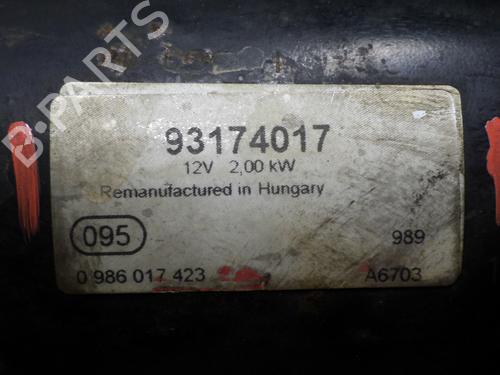 B-PARTS
93174017
12V 2,00 kW
Remanufactured in Hungary
095
989
0 986 017 423
A6703